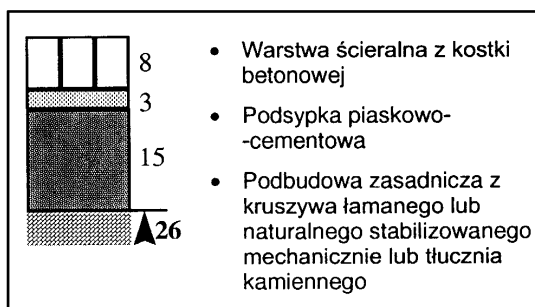 8
3
15
26
• Warstwa ścieralna z kostki
betonowej
• Podsypka piaskowo-
-cementowa
• Podbudowa zasadnicza z
kruszywa łamanego lub
naturalnego stabilizowanego
mechanicznie lub tłucznia
kamiennego